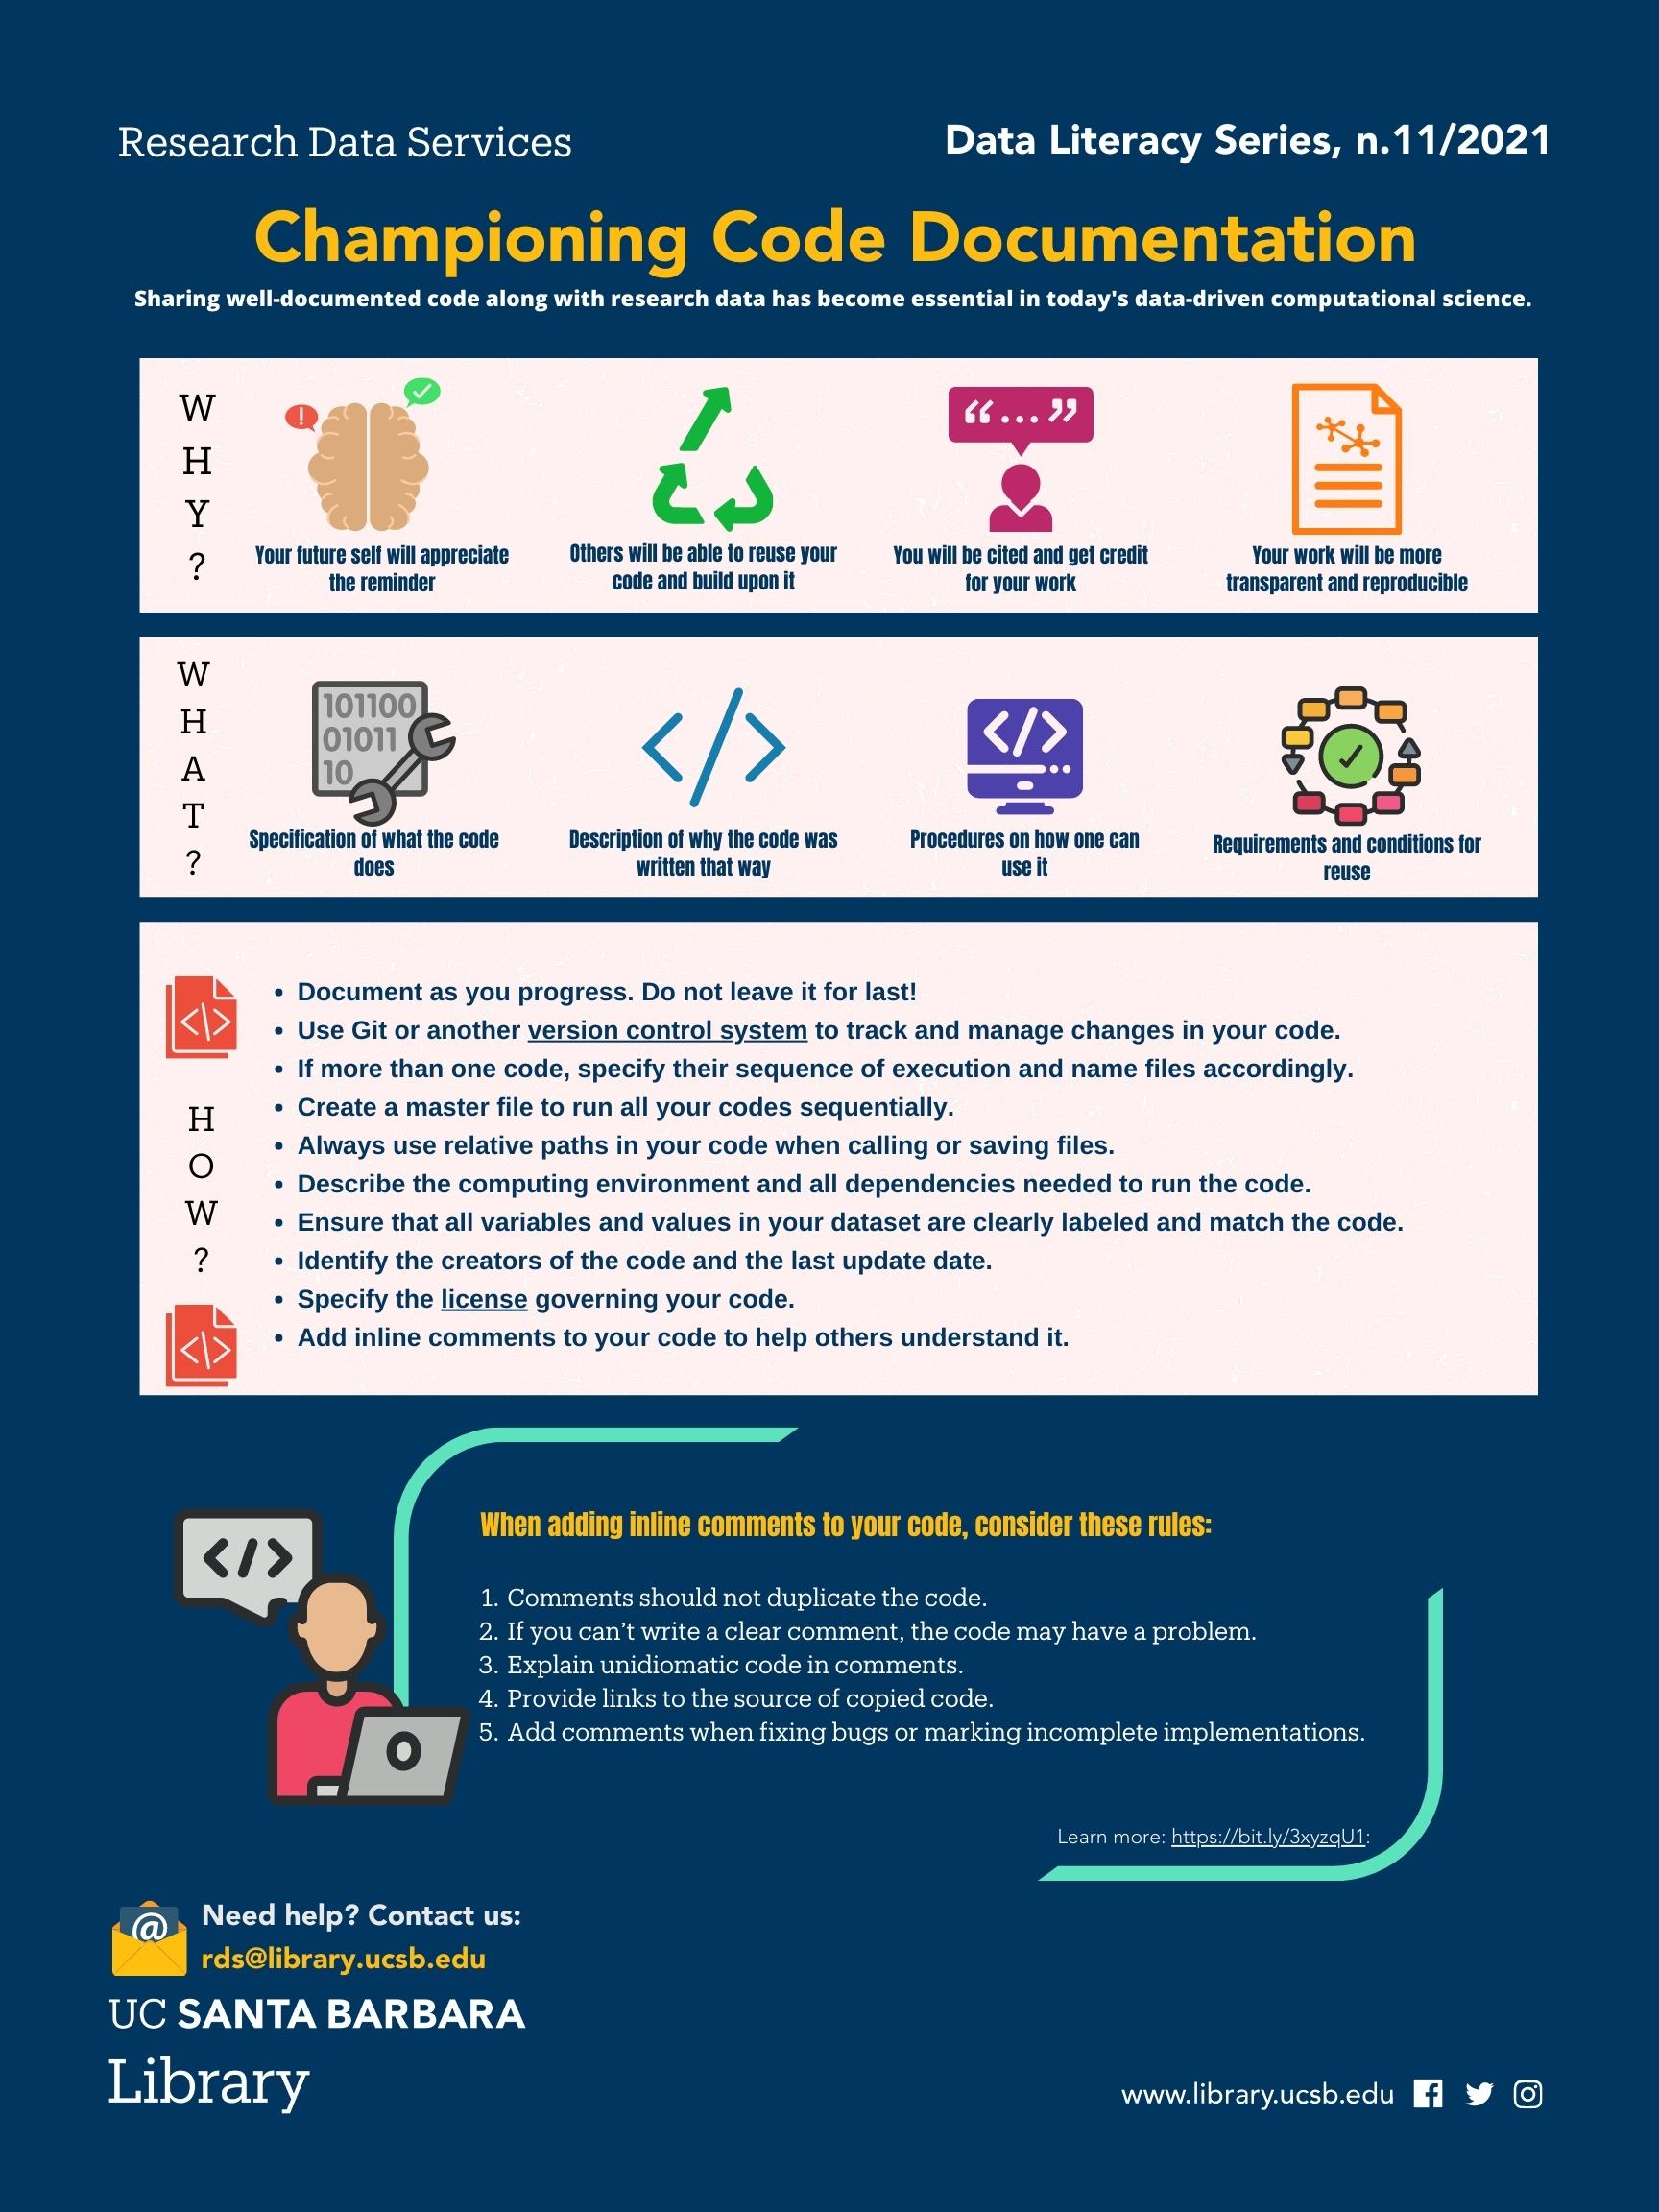 Research Data Services
Data Literacy Series, n.11/2021
Championing Code Documentation
Sharing well-documented code along with research data has become essential in today's data-driven computational science.
WHY?
“...”
Your future self will appreciate
the reminder
Others will be able to reuse your
code and build upon it
You will be cited and get credit
for your work
Your work will be more
transparent and reproducible
WHAT?
101100
01011
10
</>
</>
Specification of what the code
does
Description of why the code was
written that way
Procedures on how one can
use it
Requirements and conditions for
reuse
HOW?
</>
</>
• Document as you progress. Do not leave it for last!
• Use Git or another version control system to track and manage changes in your code.
• If more than one code, specify their sequence of execution and name files accordingly.
• Create a master file to run all your codes sequentially.
• Always use relative paths in your code when calling or saving files.
• Describe the computing environment and all dependencies needed to run the code.
• Ensure that all variables and values in your dataset are clearly labeled and match the code.
• Identify the creators of the code and the last update date.
• Specify the license governing your code.
• Add inline comments to your code to help others understand it.
</>
When adding inline comments to your code, consider these rules:
1. Comments should not duplicate the code.
2. If you can’t write a clear comment, the code may have a problem.
3. Explain unidiomatic code in comments.
4. Provide links to the source of copied code.
5. Add comments when fixing bugs or marking incomplete implementations.
Learn more: https://bit.ly/3xyzqU1:
@
Need help? Contact us:
rds@library.ucsb.edu
UC SANTA BARBARA
Library
www.library.ucsb.edu